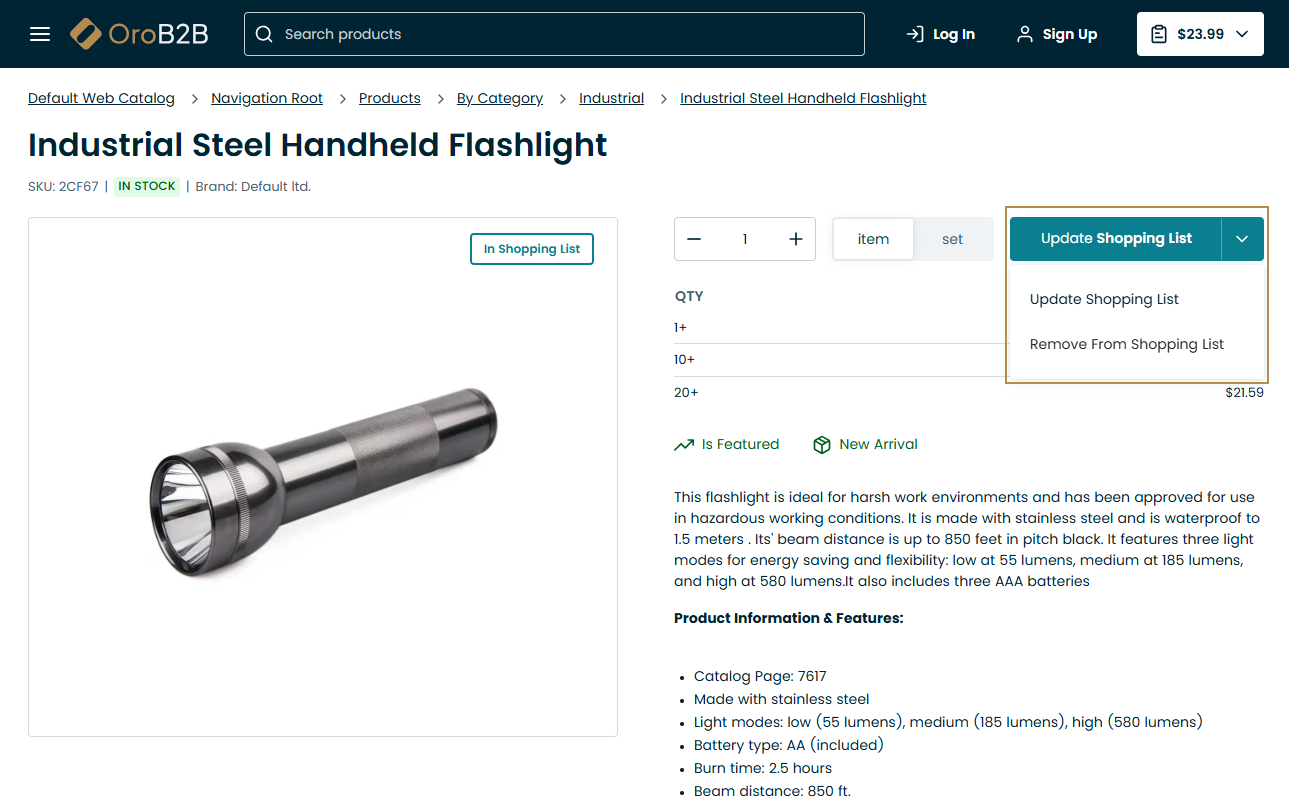 OroB2B
Search products
Log In
Sign Up
$23.99
Default Web Catalog > Navigation Root > Products > By Category > Industrial > Industrial Steel Handheld Flashlight
Industrial Steel Handheld Flashlight
SKU: 2CF67 | IN STOCK | Brand: Default ltd.
In Shopping List
1
item
set
Update Shopping List
Update Shopping List
Remove From Shopping List
QTY
1+
10+
20+ $21.59
Is Featured
New Arrival
This flashlight is ideal for harsh work environments and has been approved for use
in hazardous working conditions. It is made with stainless steel and is waterproof to
1.5 meters . Its' beam distance is up to 850 feet in pitch black. It features three light
modes for energy saving and flexibility: low at 55 lumens, medium at 185 lumens,
and high at 580 lumens.It also includes three AAA batteries
Product Information & Features:
• Catalog Page: 7617
• Made with stainless steel
• Light modes: low (55 lumens), medium (185 lumens), high (580 lumens)
• Battery type: AA (included)
• Burn time: 2.5 hours
• Beam distance: 850 ft.